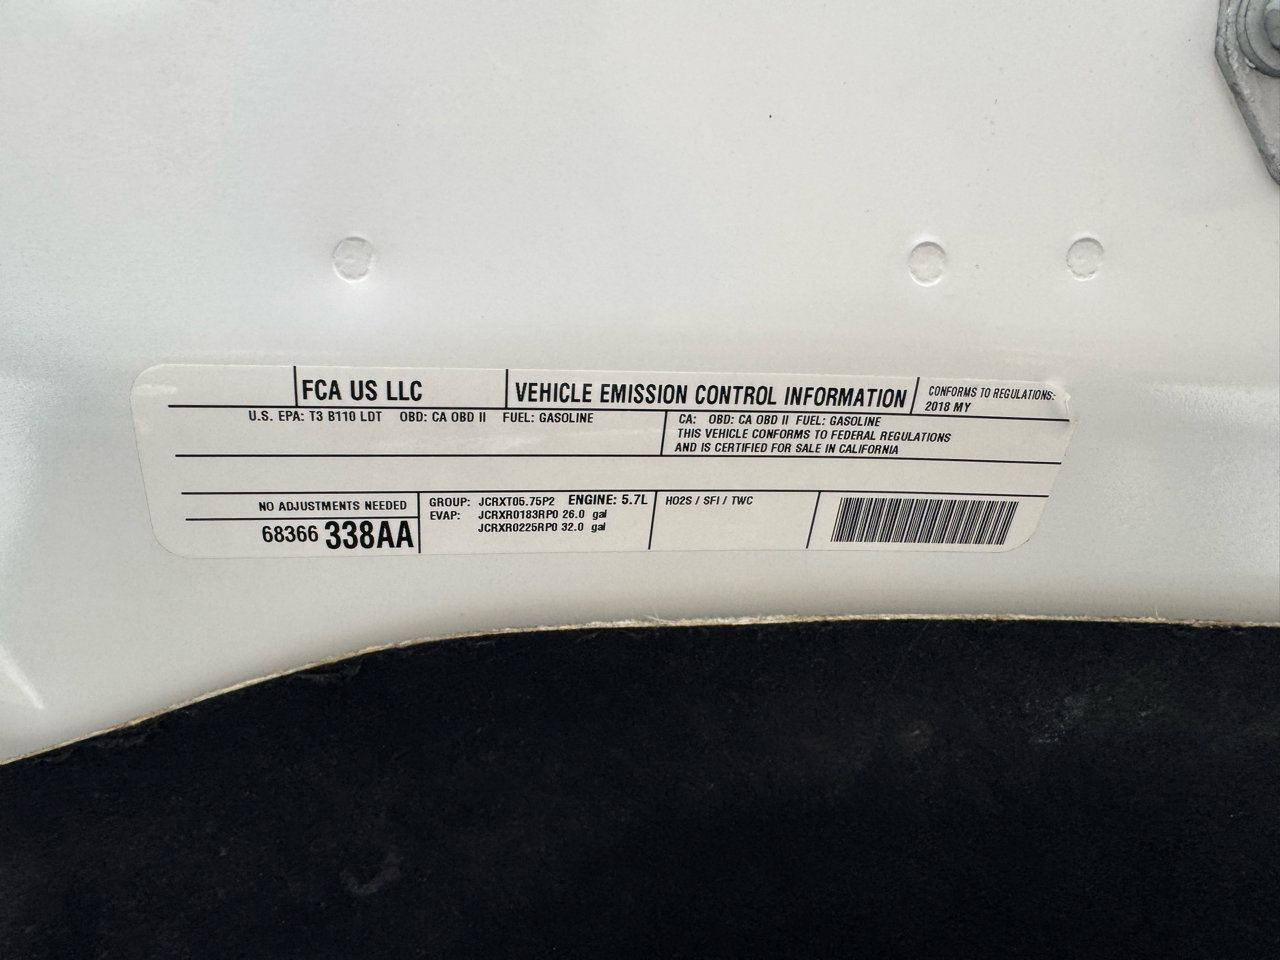 FCA US LLC
VEHICLE EMISSION CONTROL INFORMATION
CONFORMS TO REGULATIONS:
2018 MY
U.S. EPA: T3 B110 LDT OBD: CA OBD II FUEL: GASOLINE
CA: OBD: CA OBD II FUEL: GASOLINE
THIS VEHICLE CONFORMS TO FEDERAL REGULATIONS
AND IS CERTIFIED FOR SALE IN CALIFORNIA
NO ADJUSTMENTS NEEDED
68366 338AA
GROUP: JCRXT05.75P2 ENGINE: 5.7L
EVAP: JCRXR0183RP0 26.0 gal
JCRXR0225RP0 32.0 gal
HO2S / SFI / TWC